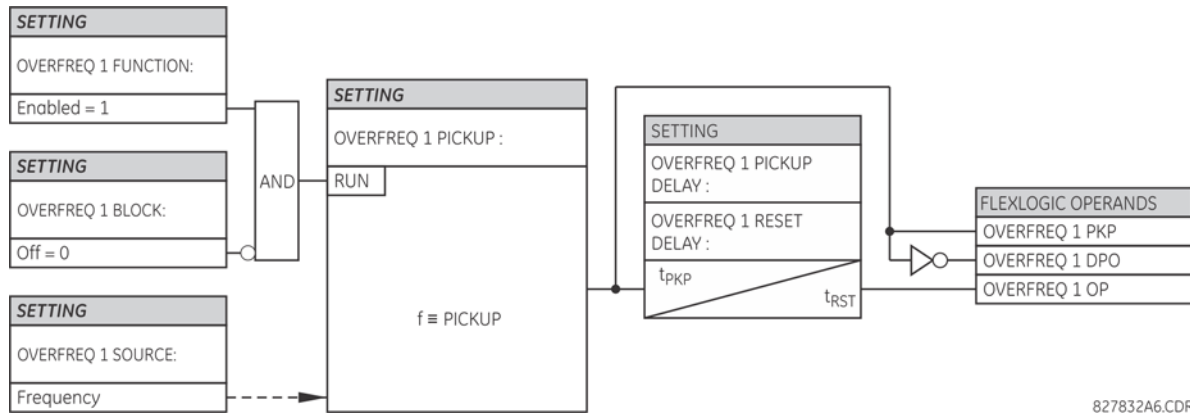 SETTING
OVERFREQ 1 FUNCTION:
Enabled = 1
SETTING
OVERFREQ 1 BLOCK:
Off = 0
SETTING
OVERFREQ 1 SOURCE:
Frequency
AND
SETTING
OVERFREQ 1 PICKUP :
RUN
f ≡ PICKUP
SETTING
OVERFREQ 1 PICKUP
DELAY :
OVERFREQ 1 RESET
DELAY :
tPKP
tRST
FLEXLOGIC OPERANDS
OVERFREQ 1 PKP
OVERFREQ 1 DPO
OVERFREQ 1 OP
827832A6.CDR